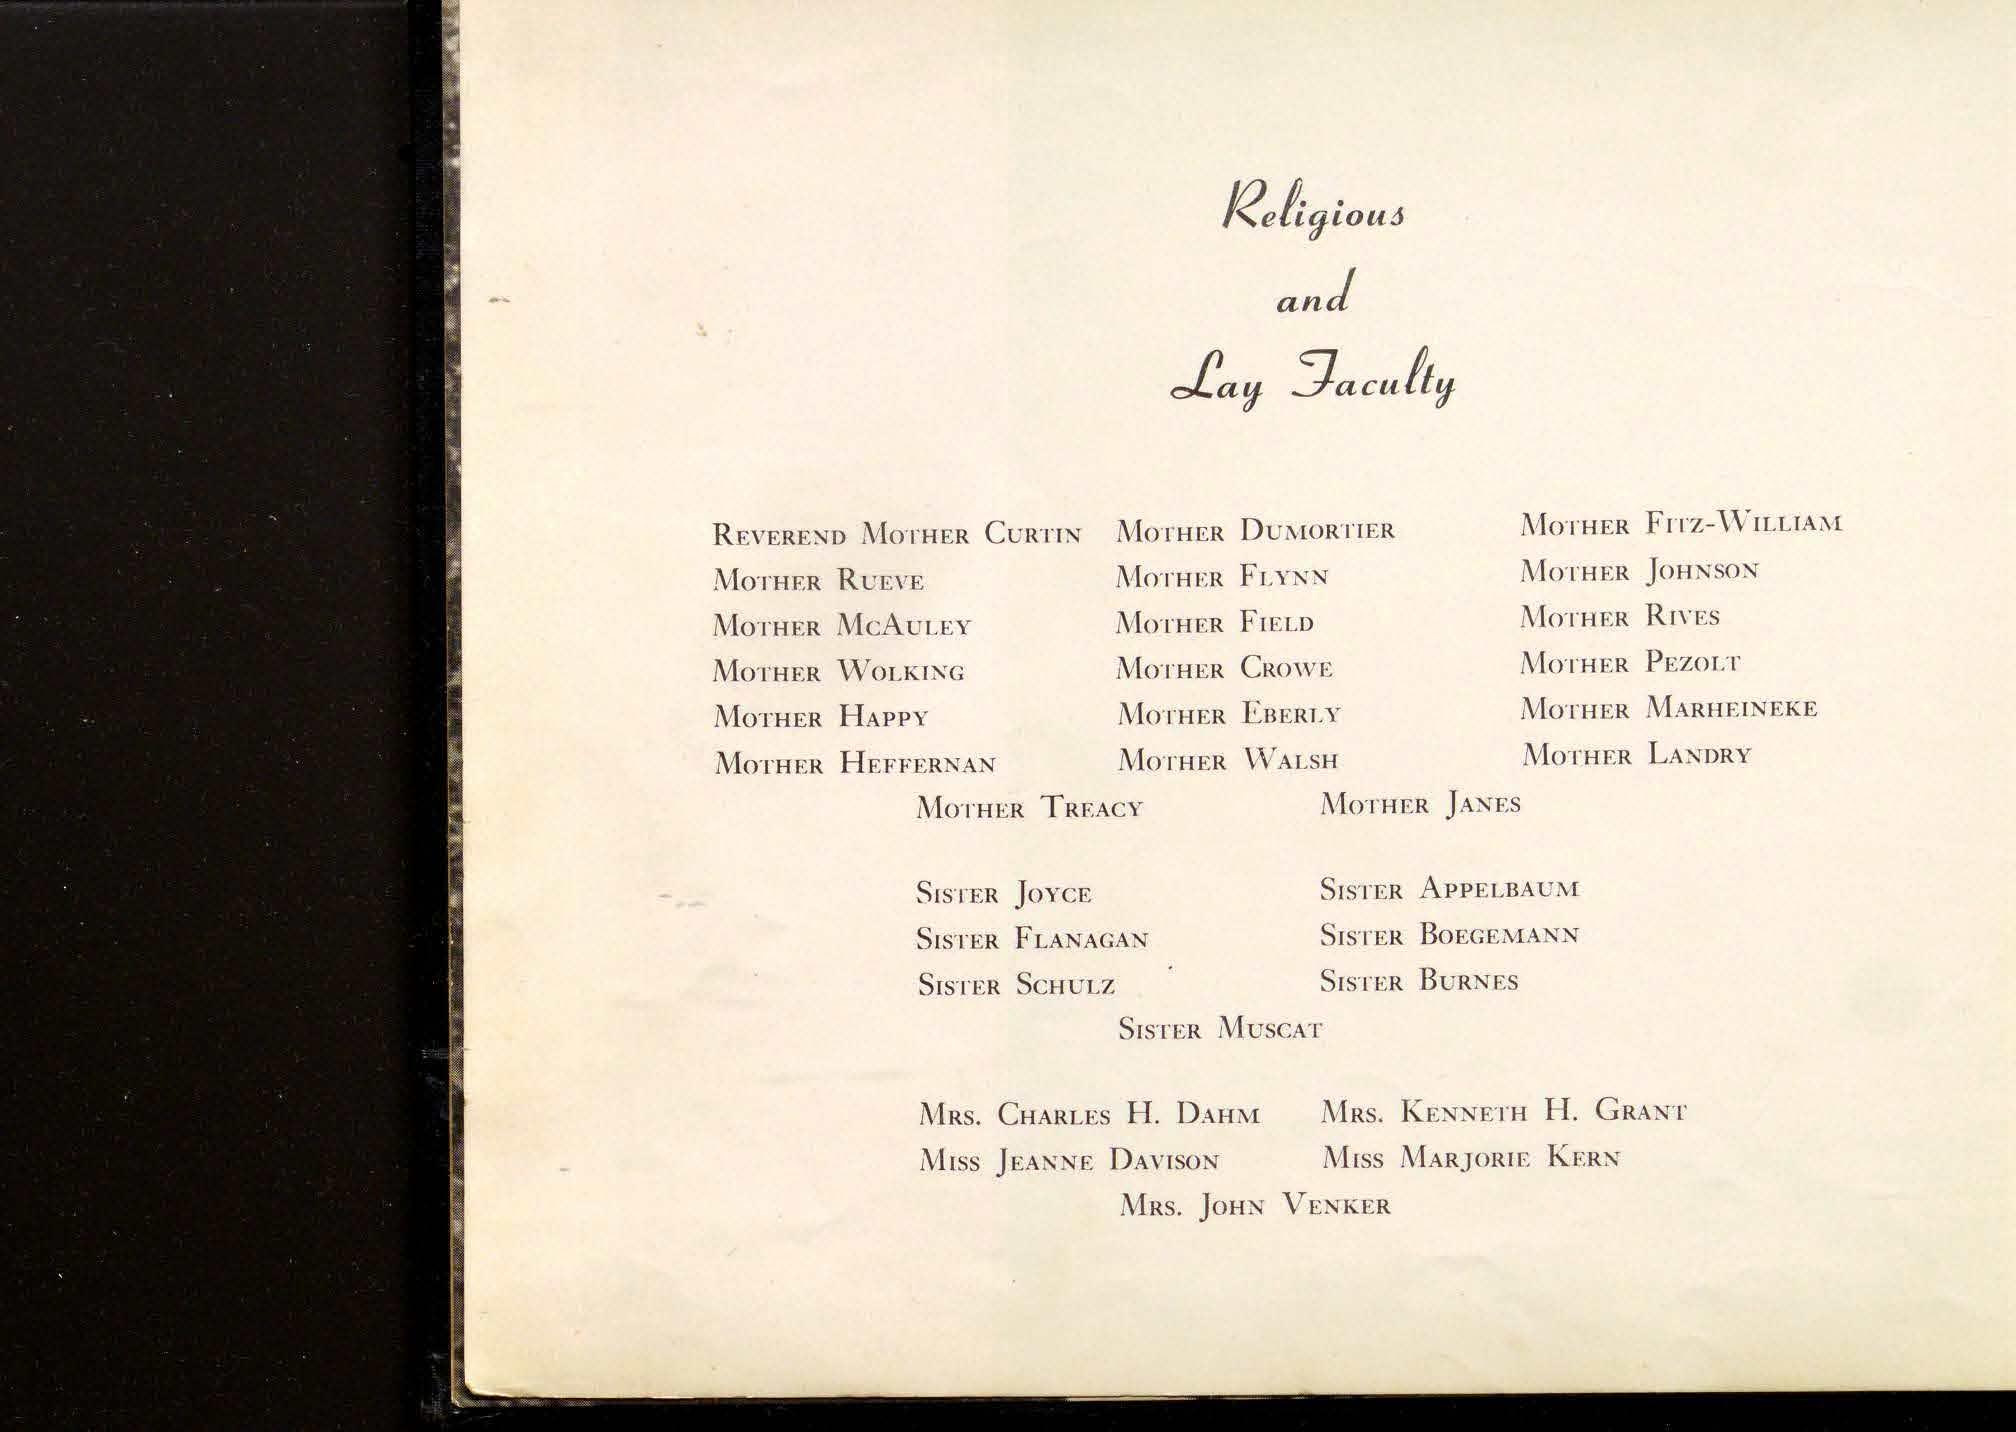 Religious
and
Lay Faculty
REVEREND MOTHER CURTIN MOTHER DUMORTIER MOTHER FITZ-WILLIAM
MOTHER RUEVE MOTHER FLYNN MOTHER JOHNSON
MOTHER MCAULEY MOTHER FIELD MOTHER RIVES
MOTHER WOLKING MOTHER CROWE MOTHER PEZOLT
MOTHER HAPPY MOTHER EBERLY MOTHER MARHEINEKE
MOTHER HEFFERNAN MOTHER WALSH MOTHER LANDRY
MOTHER TREACY MOTHER JANES
SISTER JOYCE SISTER APPELBAUM
SISTER FLANAGAN SISTER BOEGEMANN
SISTER SCHULZ SISTER BURNES
SISTER MUSCAT
MRS. CHARLES H. DAHM MRS. KENNETH H. GRANT
MISS JEANNE DAVISON MISS MARJORIE KERN
MRS. JOHN VENKER